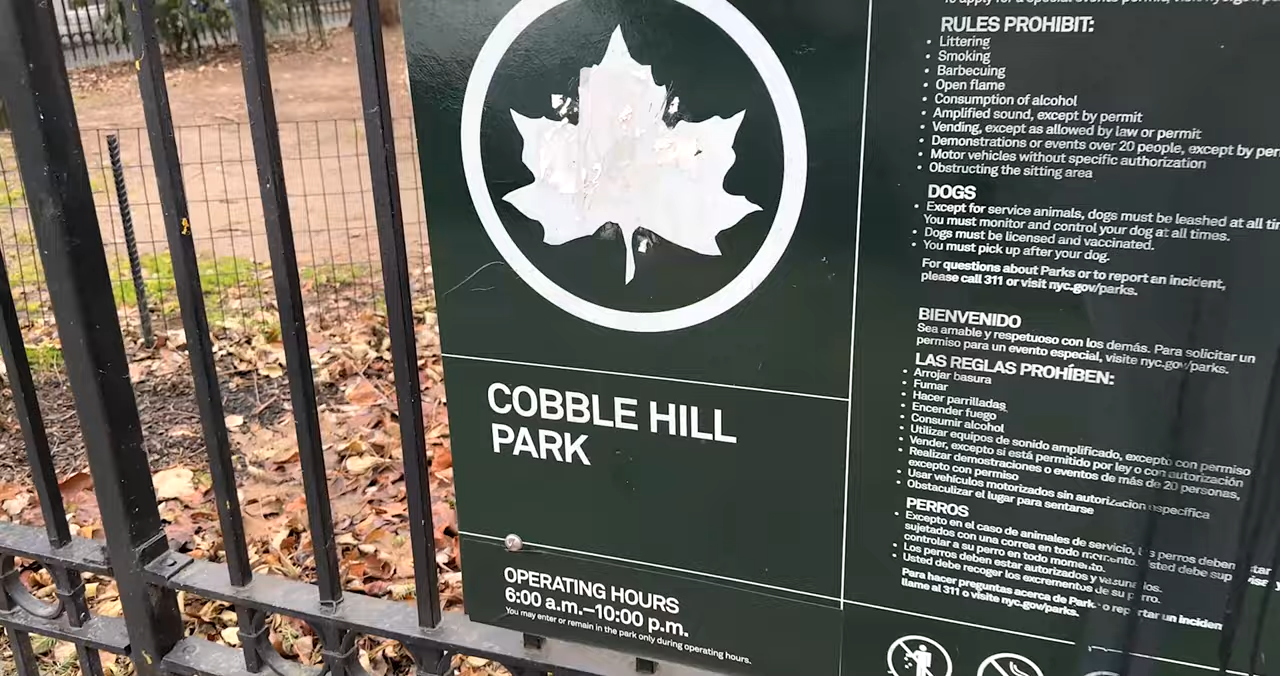 COBBLE HILL
PARK
OPERATING HOURS
6:00 a.m.–10:00 p.m.
You may enter or remain in the park only during operating hours.
To apply for a special events permit, visit nyc.gov/
RULES PROHIBIT:
• Littering
• Smoking
• Barbecuing
• Open flame
• Consumption of alcohol
• Amplified sound, except by permit
• Vending, except as allowed by law or permit
• Demonstrations or events over 20 people, except by
• Motor vehicles without specific authorization
• Obstructing the sitting area
DOGS
• Except for service animals, dogs must be leashed at all
You must monitor and control your dog at all times.
• Dogs must be licensed and vaccinated.
• You must pick up after your dog.
For questions about Parks or to report an incident,
please call 311 or visit nyc.gov/parks.
BIENVENIDO
Sea amable y respetuoso con los demás. Para solicitar un
permiso para un evento especial, visite nyc.gov/parks.
LAS REGLAS PROHÍBEN:
• Arrojar basura
• Fumar
• Hacer parrilladas
• Encender fuego
• Consumir alcohol
• Utilizar equipos de sonido amplificado, excepto con permiso
• Vender, excepto si está permitido por ley o con autorización
• Realizar demostraciones o eventos de más de 20 personas,
excepto con permiso
• Usar vehículos motorizados sin autorización específica
• Obstaculizar el lugar para sentarse
PERROS
• Excepto en el caso de animales de servicio, perros deben
sujetados con una correa en todo momento. Usted debe
controlar a su perro en todo momento.
• Los perros deben estar autorizados y
• Usted debe recoger los excrementos de su perro.
Para hacer preguntas acerca de Parks o reportar un
llame al 311 o visite nyc.gov/parks.